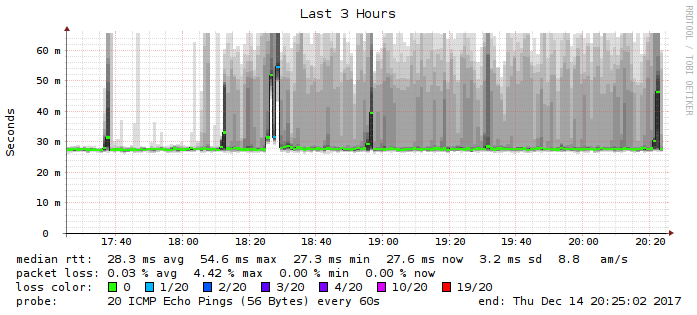 Last 3 Hours
RRDTOOL / TOBI OETIKER
Seconds
60 m
50 m
40 m
30 m
20 m
10 m
0
17:40 18:00 18:20 18:40 19:00 19:20 19:40 20:00 20:20
median rtt: 28.3 ms avg 54.6 ms max 27.3 ms min 27.6 ms now 3.2 ms sd 8.8 am/s
packet loss: 0.03 % avg 4.42 % max 0.00 % min 0.00 % now
loss color: 0 1/20 2/20 3/20 4/20 10/20 19/20
probe: 20 ICMP Echo Pings (56 Bytes) every 60s end: Thu Dec 14 20:25:02 2017